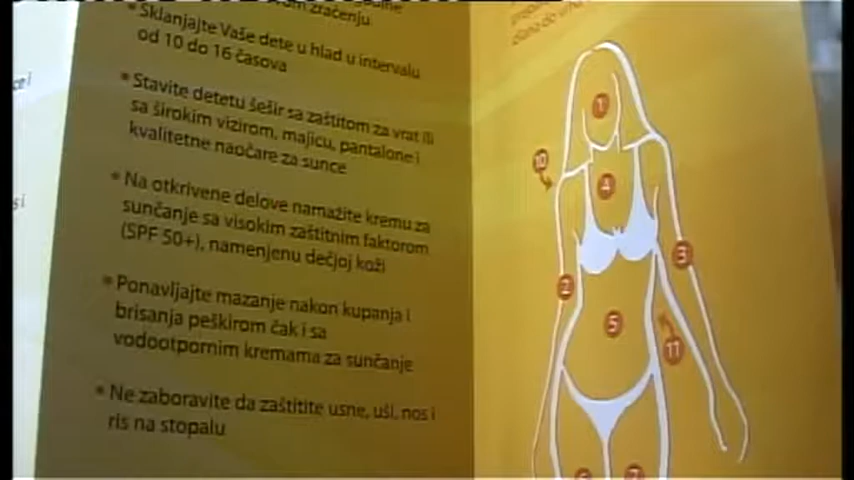 zračenju
• Sklanjajte Vaše dete u hlad u intervalu
od 10 do 16 časova
• Stavite detetu šešir sa zaštitom za vrat ili
sa širokim vizirom, majicu, pantalone i
kvalitetne naočare za sunce
• Na otkrivene delove namažite kremu za
sunčanje sa visokim zaštitnim faktorom
(SPF 50+), namenjenu dečjoj koži
• Ponavljajte mazanje nakon kupanja i
brisanja peškirom čak i sa
vodootpornim kremama za sunčanje
• Ne zaboravite da zaštitite usne, uši, nos i
ris na stopalu
1
10
4
3
2
5
11